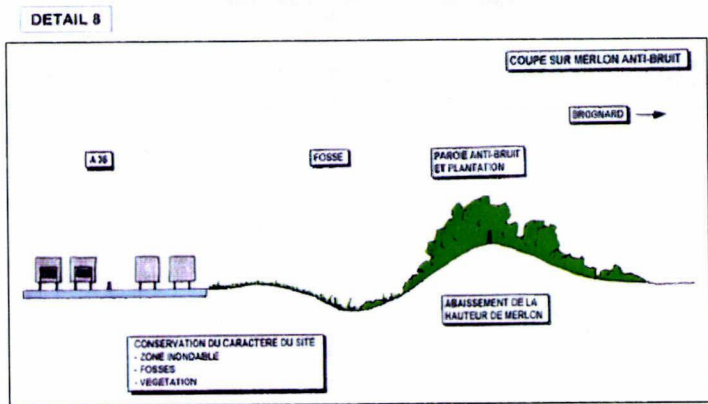 DETAIL 8
COUPE SUR MERLON ANTI-BRUIT
BROGNARD
A 36
FOSSE
PAROIE ANTI-BRUIT
ET PLANTATION
ABAISSEMENT DE LA
HAUTEUR DE MERLON
CONSERVATION DU CARACTERE DU SITE
- ZONE INONDABLE
- FOSSES
- VEGETATION